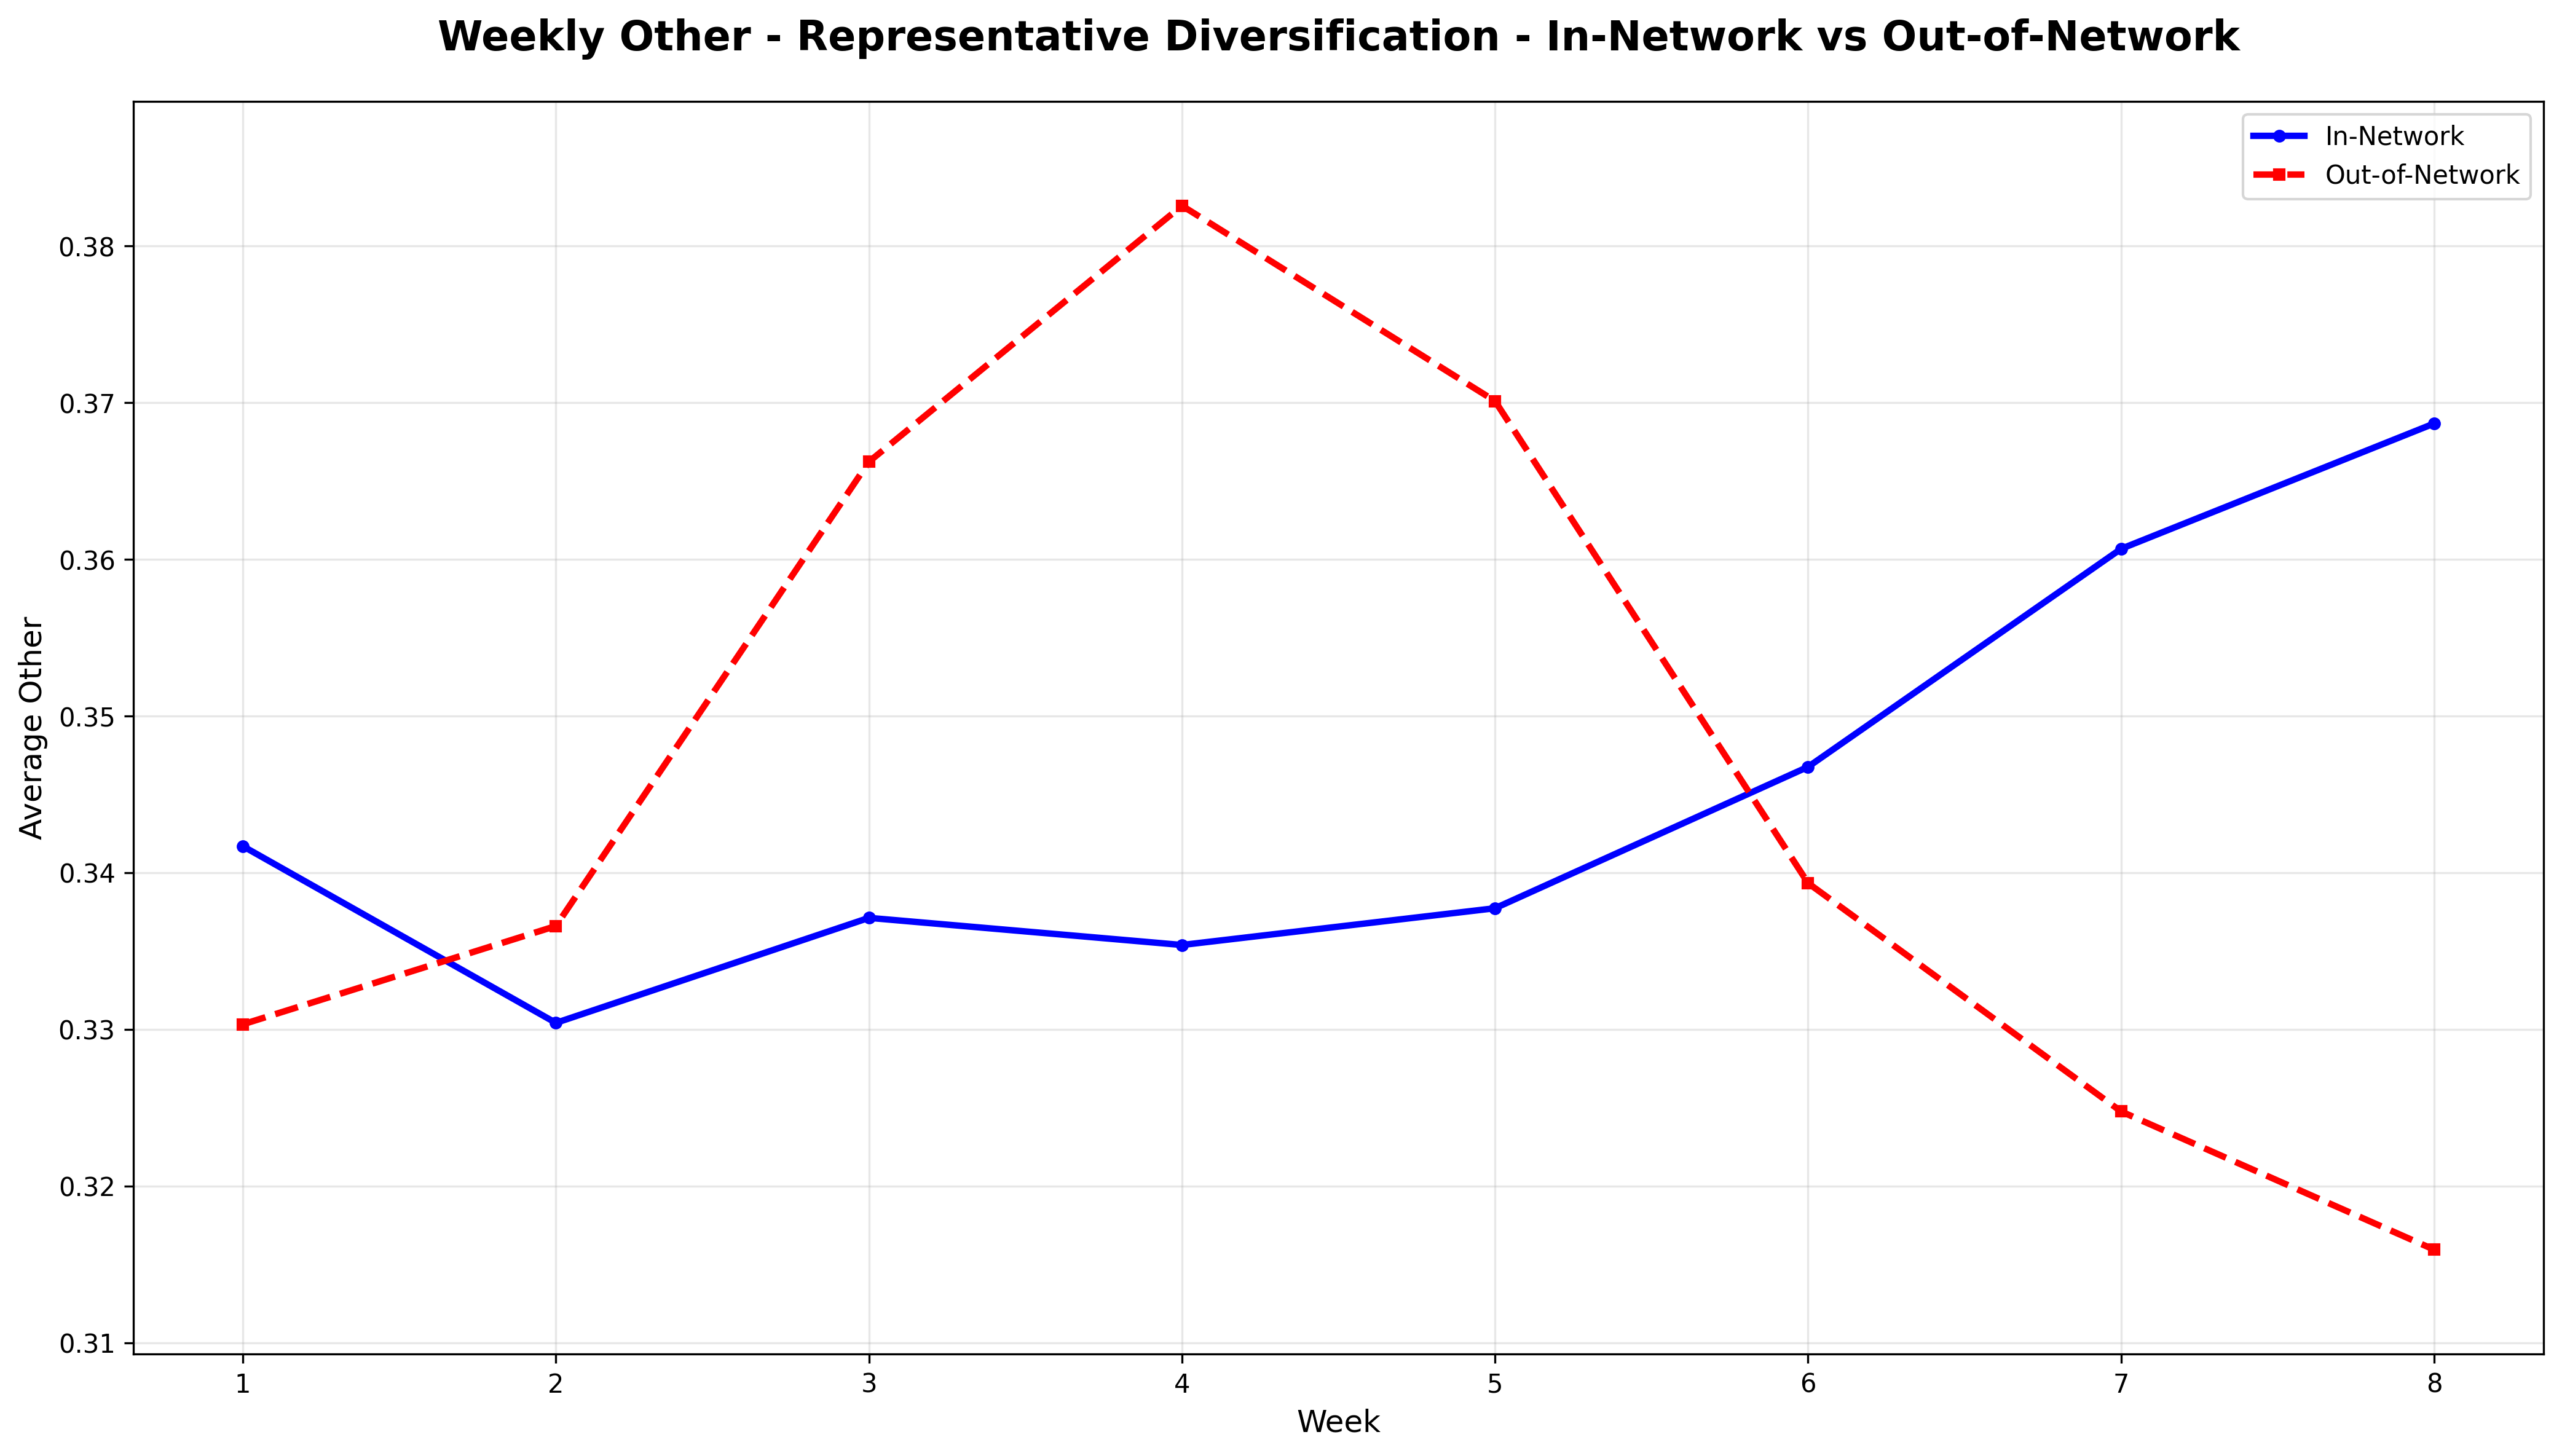 Weekly Other - Representative Diversification - In-Network vs Out-of-Network
In-Network
Out-of-Network
Average Other
0.38
0.37
0.36
0.35
0.34
0.33
0.32
0.31
1 2 3 4 5 6 7 8
Week